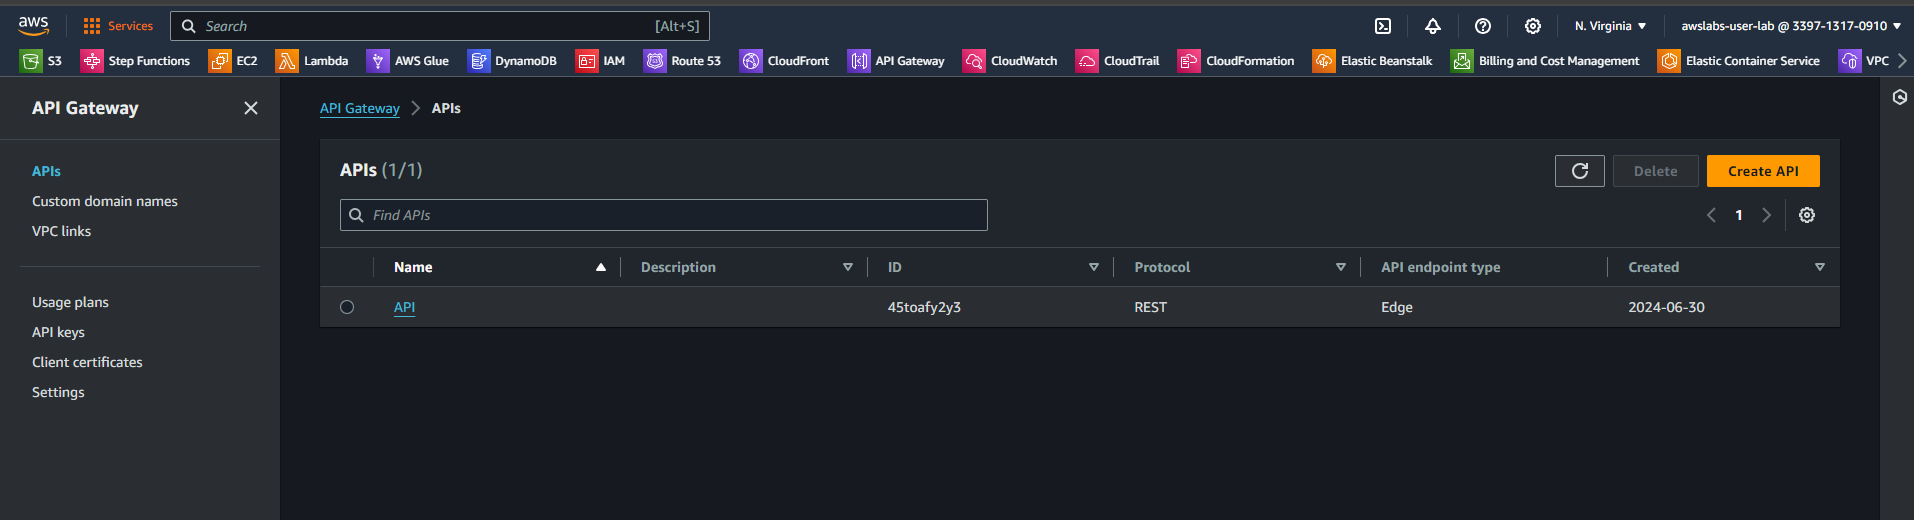 aws Services Search [Alt+S] N. Virginia awslabs-user-lab @ 3397-1317-0910
S3 Step Functions EC2 Lambda AWS Glue DynamoDB IAM Route 53 CloudFront API Gateway CloudWatch CloudTrail CloudFormation Elastic Beanstalk Billing and Cost Management Elastic Container Service VPC
API Gateway
APIs
Custom domain names
VPC links
Usage plans
API keys
Client certificates
Settings
API Gateway APIs
APIs (1/1) Delete Create API
Find APIs 1
Name Description ID Protocol API endpoint type Created
API 45toafy2y3 REST Edge 2024-06-30